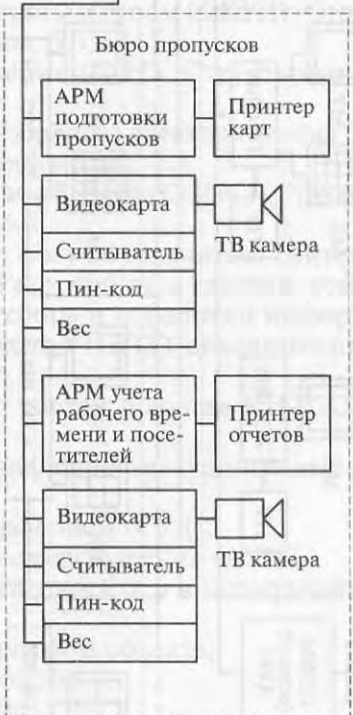 Бюро пропусков
АРМ
подготовки
пропусков
Принтер
карт
Видеокарта
ТВ камера
Считыватель
Пин-код
Вес
АРМ учета
рабочего вре-
мени и посе-
тителей
Принтер
отчетов
Видеокарта
ТВ камера
Считыватель
Пин-код
Вес